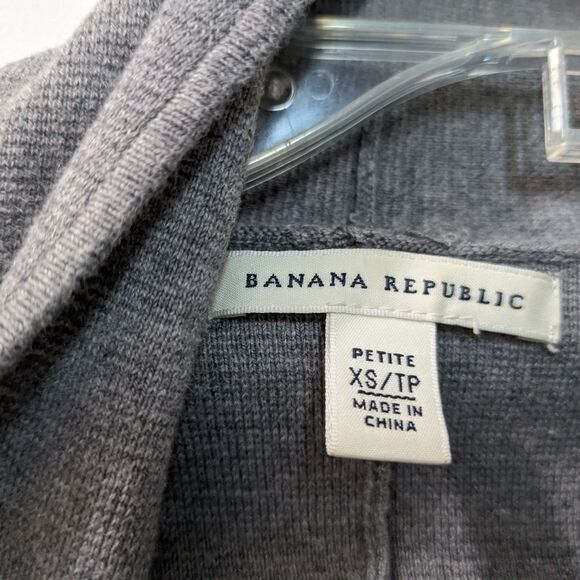 BANANA REPUBLIC
PETITE
XS/TP
MADE IN
CHINA